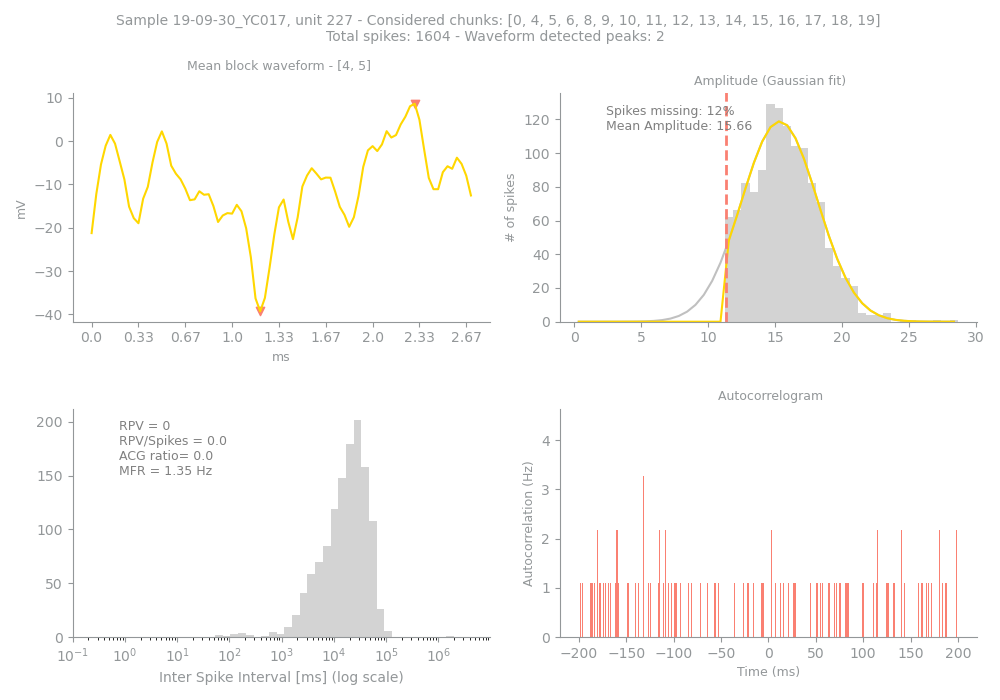 Sample 19-09-30_YC017, unit 227 - Considered chunks: [0, 4, 5, 6, 8, 9, 10, 11, 12, 13, 14, 15, 16, 17, 18, 19]
Total spikes: 1604 - Waveform detected peaks: 2
Mean block waveform - [4, 5]
10
0
−10
−20
−30
−40
mV
0.0 0.33 0.67 1.0 1.33 1.67 2.0 2.33 2.67
ms
Amplitude (Gaussian fit)
Spikes missing: 12%
Mean Amplitude: 15.66
120
100
80
60
40
20
0
# of spikes
0 5 10 15 20 25 30
RPV = 0
RPV/Spikes = 0.0
ACG ratio= 0.0
MFR = 1.35 Hz
200
150
100
50
0
10⁻¹ 10⁰ 10¹ 10² 10³ 10⁴ 10⁵ 10⁶
Inter Spike Interval [ms] (log scale)
Autocorrelogram
4
3
2
1
0
Autocorrelation (Hz)
−200 −150 −100 −50 0 50 100 150 200
Time (ms)